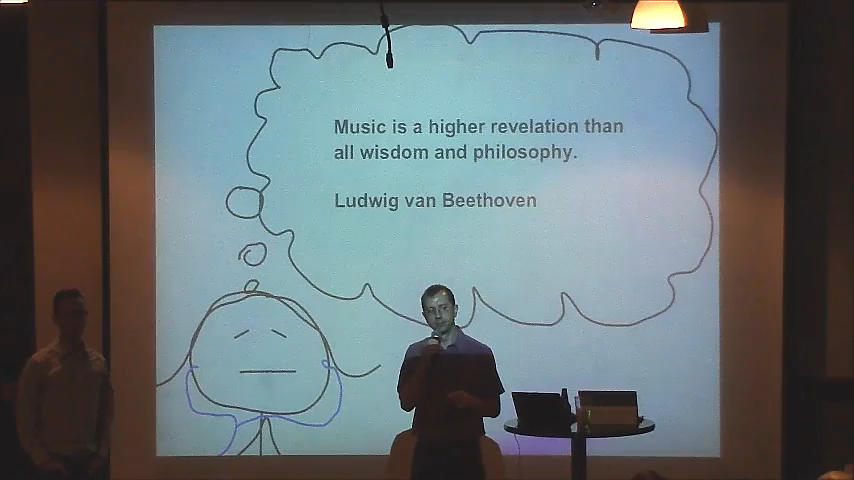 Music is a higher revelation than
all wisdom and philosophy.
Ludwig van Beethoven